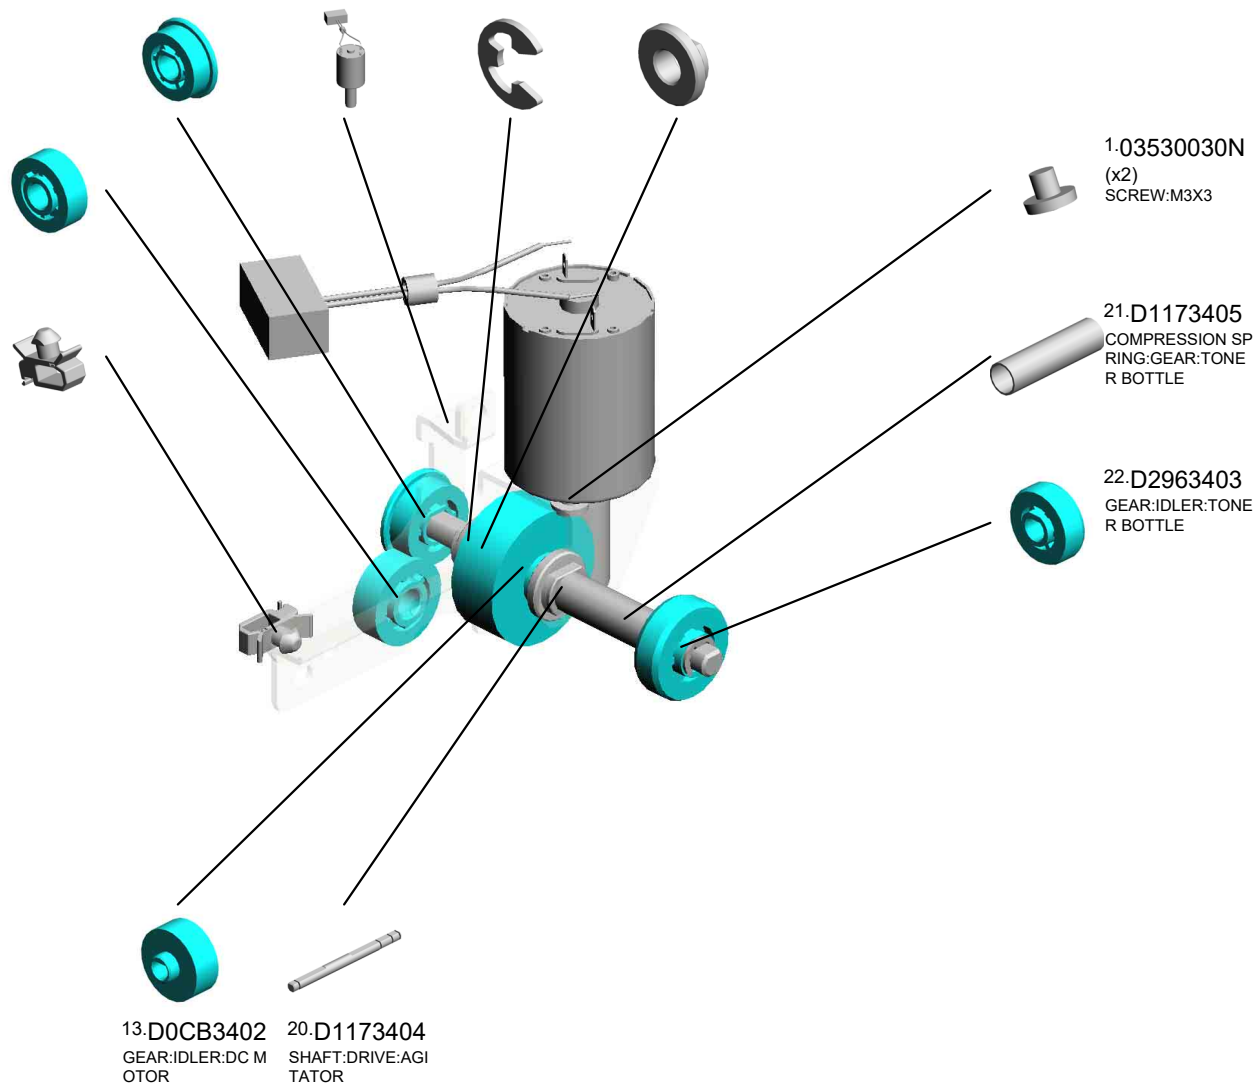 1.03530030N
(x2)
SCREW:M3X3
21.D1173405
COMPRESSION SP
RING:GEAR:TONE
R BOTTLE
22.D2963403
GEAR:IDLER:TONE
R BOTTLE
13.D0CB3402
GEAR:IDLER:DC M
OTOR
20.D1173404
SHAFT:DRIVE:AGI
TATOR